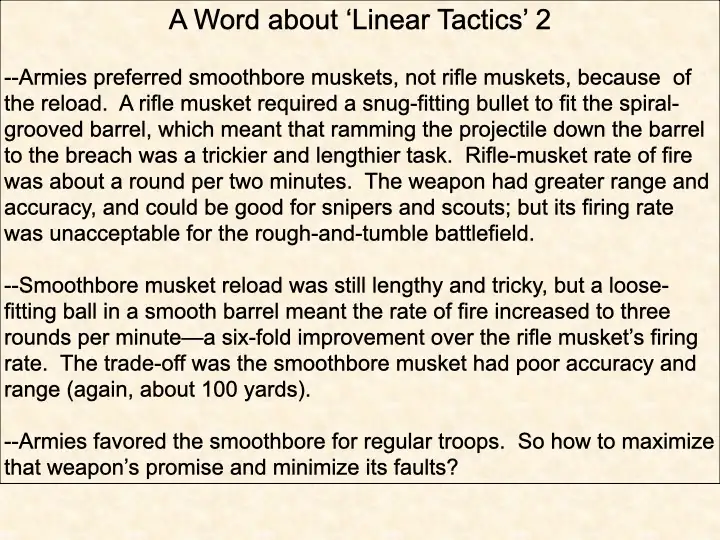 A Word about ‘Linear Tactics’ 2
--Armies preferred smoothbore muskets, not rifle muskets, because  of
the reload.  A rifle musket required a snug-fitting bullet to fit the spiral-
grooved barrel, which meant that ramming the projectile down the barrel
to the breach was a trickier and lengthier task.  Rifle-musket rate of fire
was about a round per two minutes.  The weapon had greater range and
accuracy, and could be good for snipers and scouts; but its firing rate
was unacceptable for the rough-and-tumble battlefield.
--Smoothbore musket reload was still lengthy and tricky, but a loose-
fitting ball in a smooth barrel meant the rate of fire increased to three
rounds per minute—a six-fold improvement over the rifle musket’s firing
rate.  The trade-off was the smoothbore musket had poor accuracy and
range (again, about 100 yards).
--Armies favored the smoothbore for regular troops.  So how to maximize
that weapon’s promise and minimize its faults?